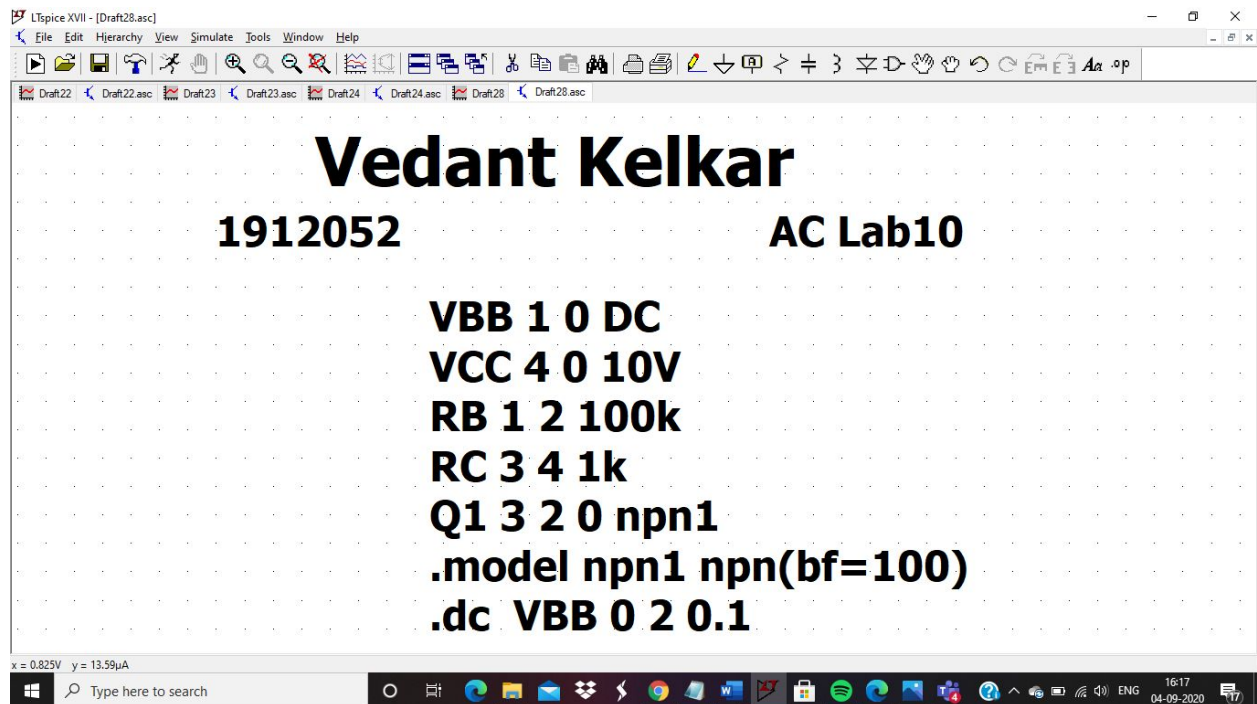 LTspice XVII - [Draft28.asc]
File Edit Hierarchy View Simulate Tools Window Help
Aa .op
Draft22 Draft22.asc Draft23 Draft23.asc Draft24 Draft24.asc Draft28 Draft28.asc
Vedant Kelkar
1912052 AC Lab10
VBB 1 0 DC
VCC 4 0 10V
RB 1 2 100k
RC 3 4 1k
Q1 3 2 0 npn1
.model npn1 npn(bf=100)
.dc VBB 0 2 0.1
x = 0.825V y = 13.59µA
Type here to search
ENG
16:17
04-09-2020
17